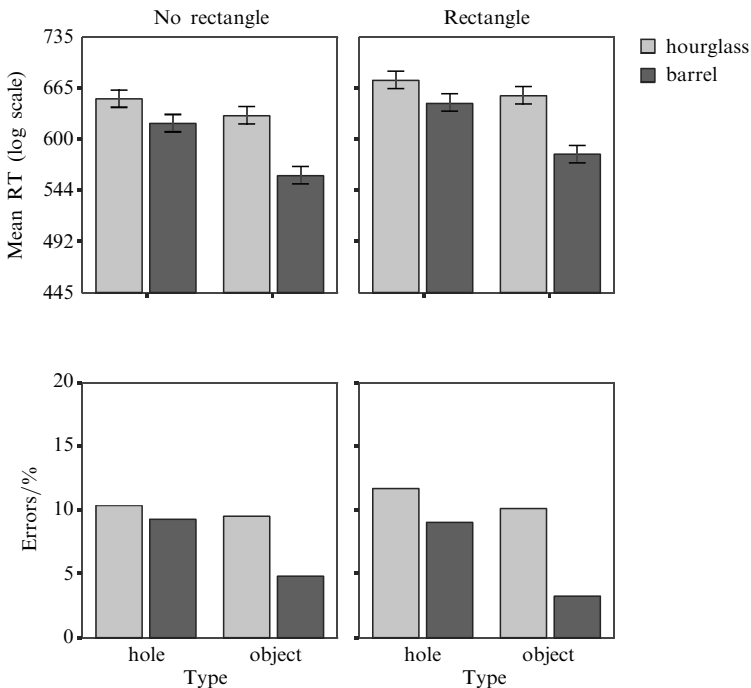 No rectangle
Rectangle
hourglass
barrel
Mean RT (log scale)
735
665
600
544
492
445
Errors/%
20
15
10
5
0
hole
object
hole
object
Type
Type